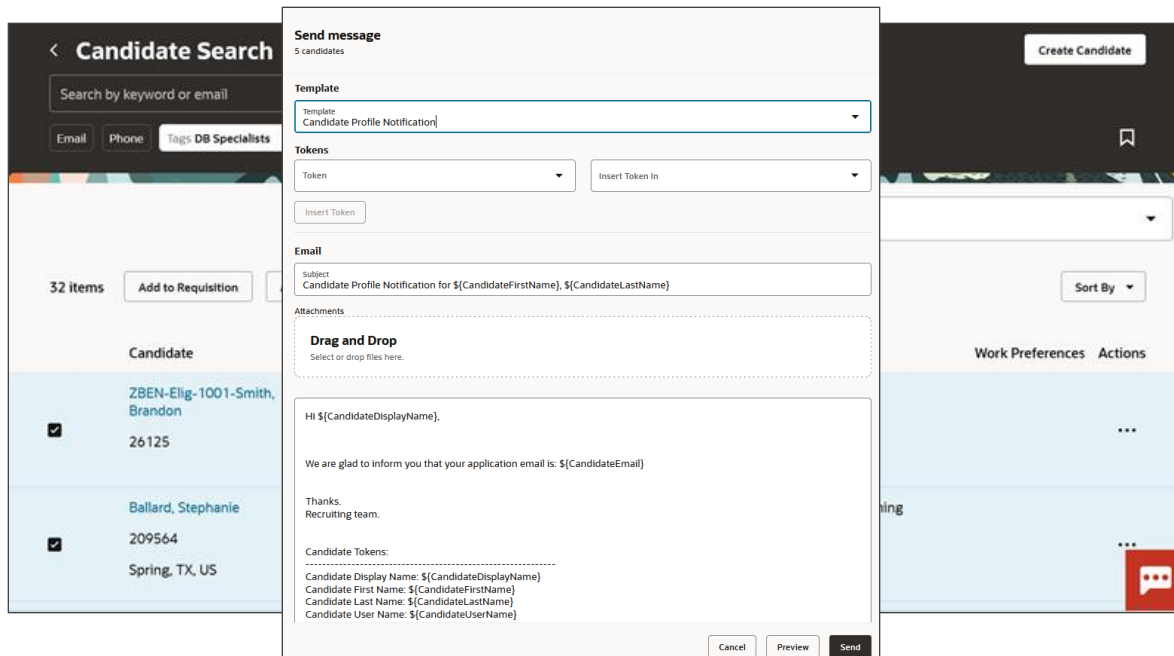 Candidate Search
Create Candidate
Search by keyword or email
Email
Phone
Tags DB Specialists
32 items
Add to Requisition
Sort By
Candidate
Work Preferences
Actions
ZBEN-Elig-1001-Smith,
Brandon
26125
Ballard, Stephanie
209564
Spring, TX, US
Send message
5 candidates
Template
Template
Candidate Profile Notification
Tokens
Token
Insert Token In
Insert Token
Email
Subject
Candidate Profile Notification for ${CandidateFirstName}, ${CandidateLastName}
Attachments
Drag and Drop
Select or drop files here.
Hi ${CandidateDisplayName},
We are glad to inform you that your application email is: ${CandidateEmail}
Thanks.
Recruiting team.
Candidate Tokens:
------------------------------------------------------------
Candidate Display Name: ${CandidateDisplayName}
Candidate First Name: ${CandidateFirstName}
Candidate Last Name: ${CandidateLastName}
Candidate User Name: ${CandidateUserName}
Cancel
Preview
Send